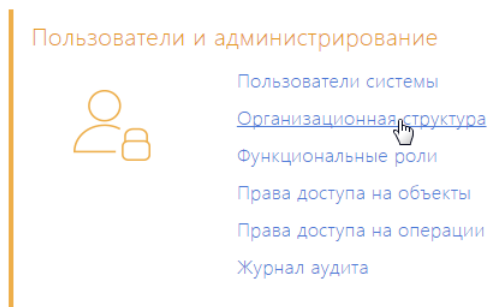 Пользователи и администрирование
Пользователи системы
Организационная структура
Функциональные роли
Права доступа на объекты
Права доступа на операции
Журнал аудита